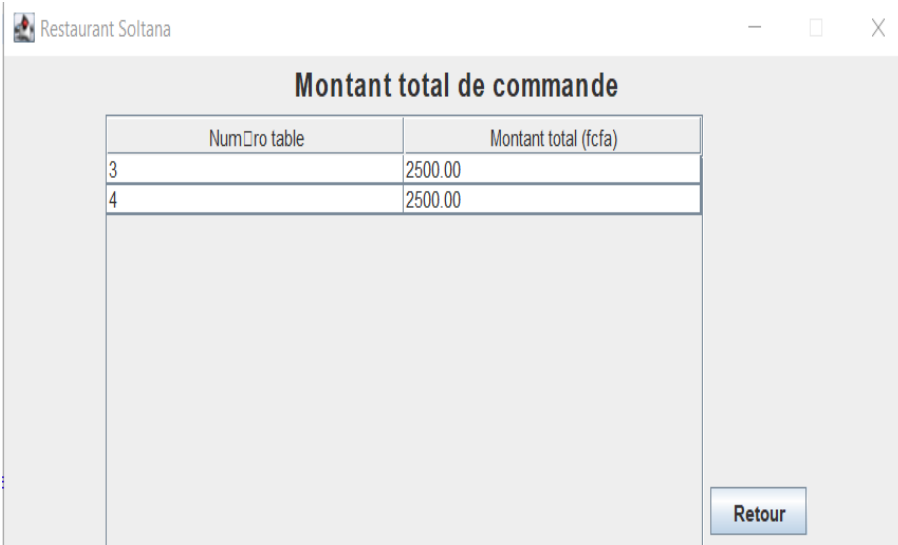 Restaurant Soltana
Montant total de commande
Num□ro table Montant total (fcfa)
3 2500.00
4 2500.00
Retour